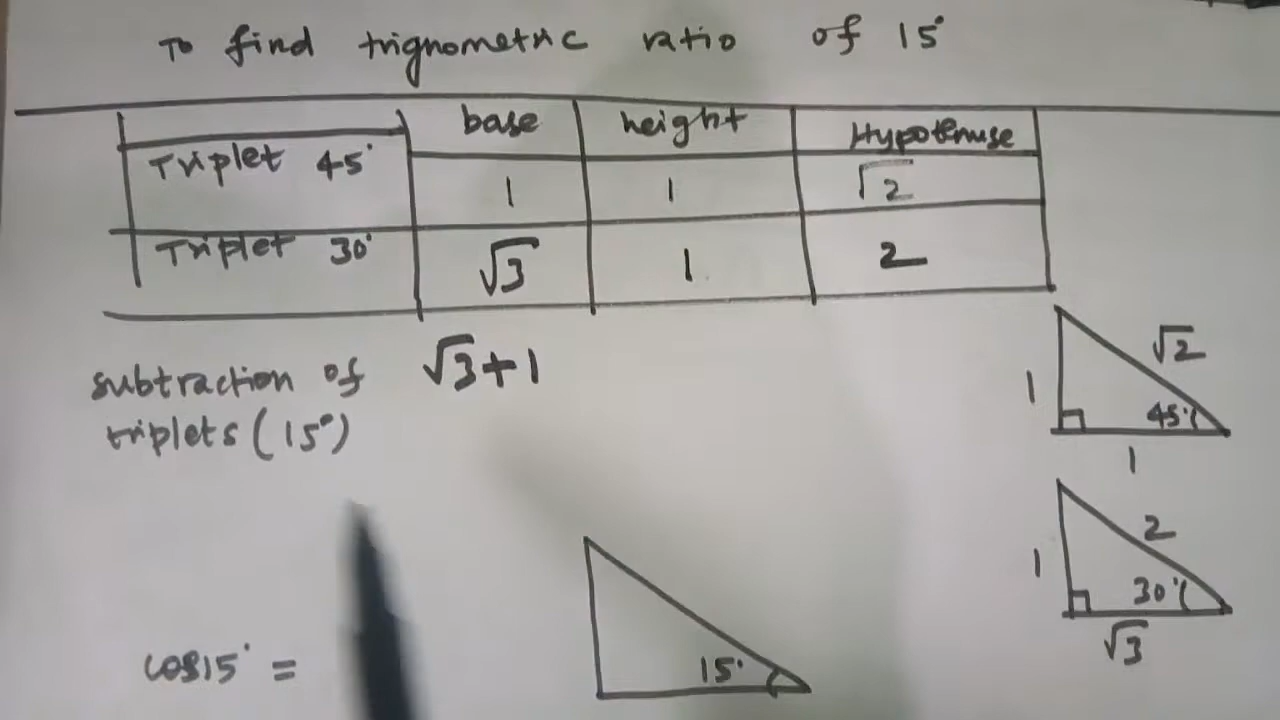 To find trignometric ratio of 15°
base height Hypotenuse
Triplet 45° 1 1 √2
Triplet 30° √3 1 2
subtraction of √3+1
triplets (15°)
√2
1 45°
1
2
1 30°
√3
15°
cos15° =